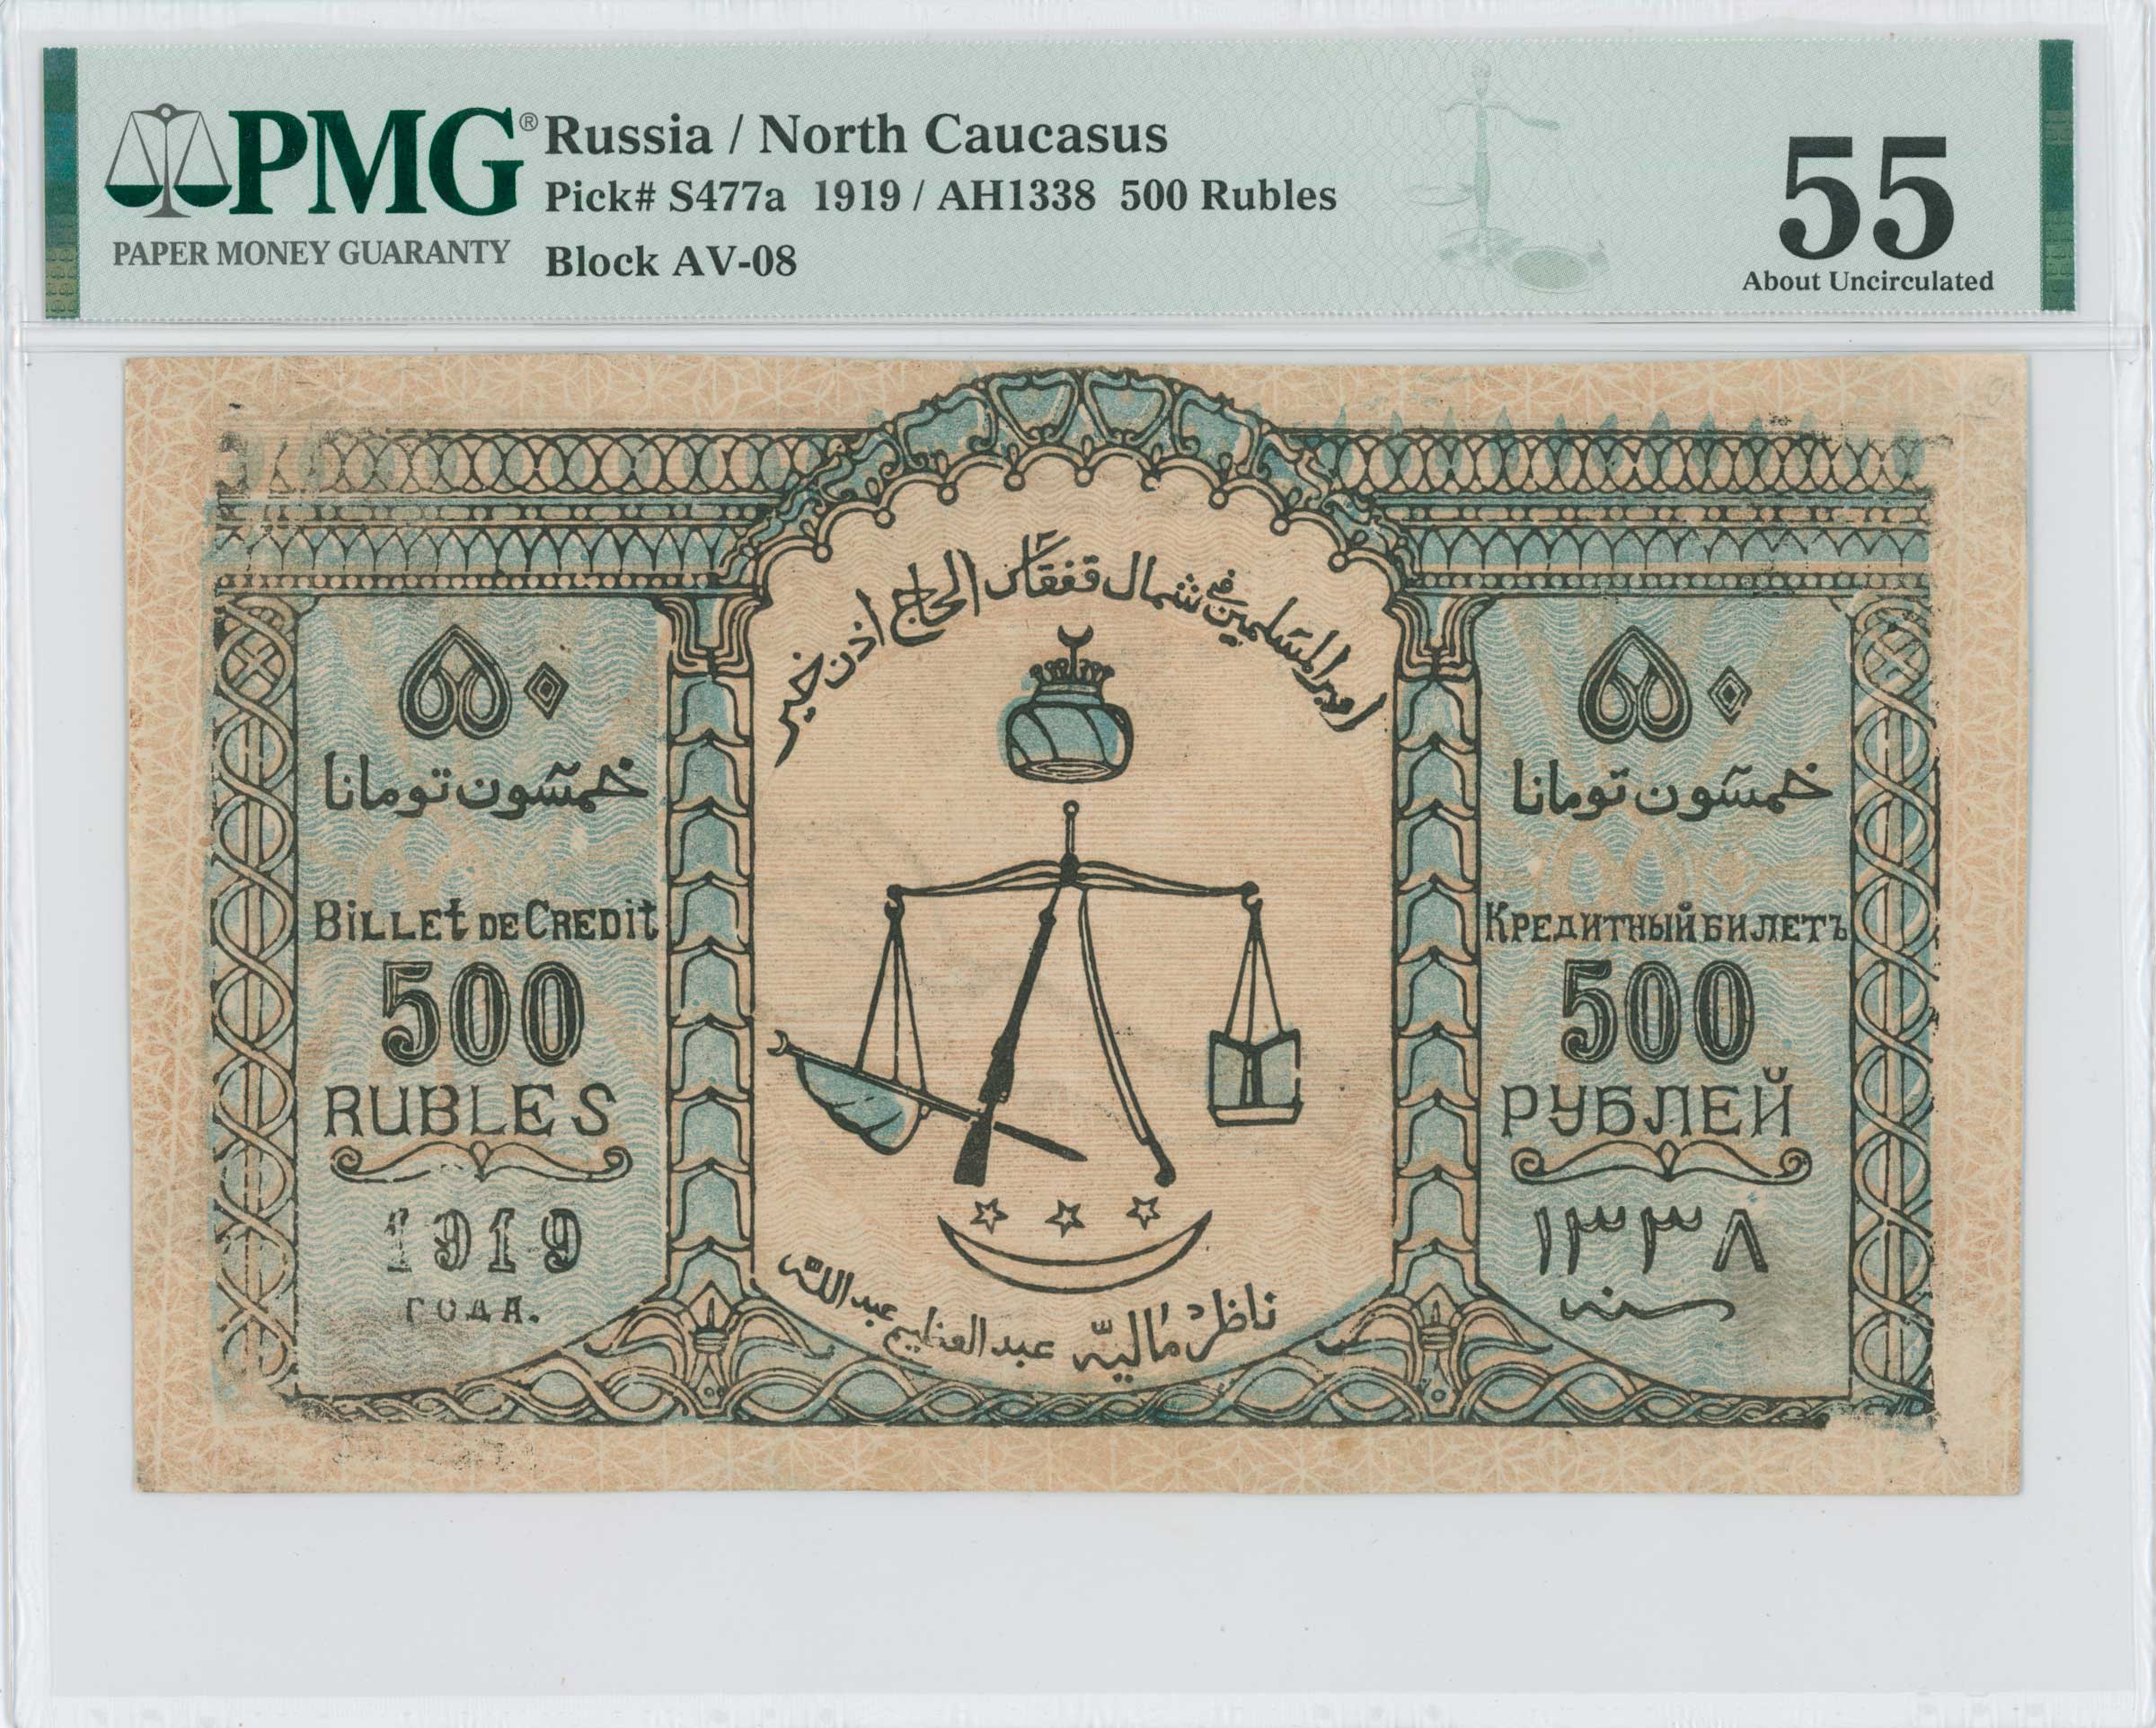 PMG®
PAPER MONEY GUARANTY
Russia / North Caucasus
Pick# S477a 1919 / AH1338 500 Rubles
Block AV-08
55
About Uncirculated
امير المسلمين في شمال قفقاس الحاج اذن خير
۵۰
خمسون تومانا
BiLLEt DE CREDit
500
RUBLES
1919
ГОДА.
۵۰
خمسون تومانا
КРЕДИТНЫЙ БИЛЕТЪ
500
РУБЛЕЙ
١٣٣٨
سنه
ناظر ماليه عبد العظيم عبد الله